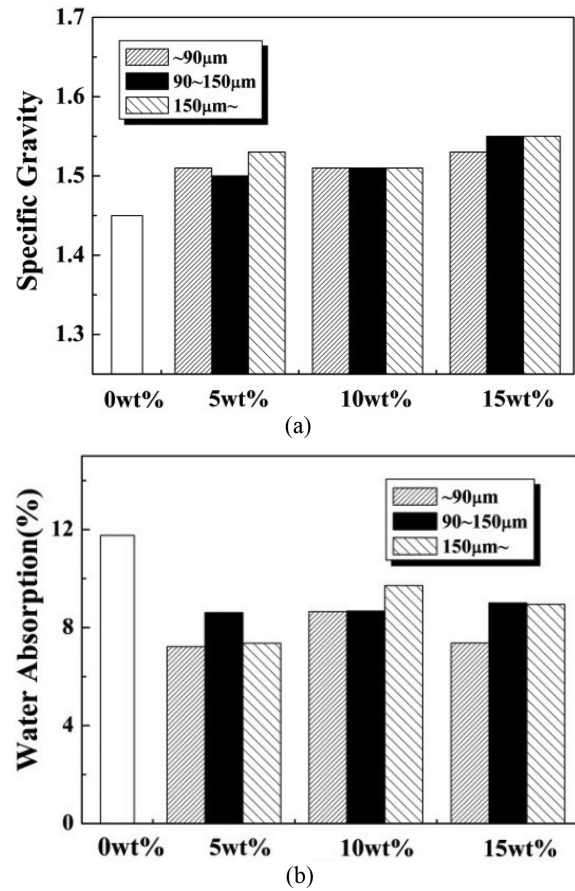 1.7
1.6
1.5
1.4
1.3
Specific Gravity
~90μm
90~150μm
150μm~
0wt% 5wt% 10wt% 15wt%
(a)
12
8
4
0
Water Absorption(%)
~90μm
90~150μm
150μm~
0wt% 5wt% 10wt% 15wt%
(b)